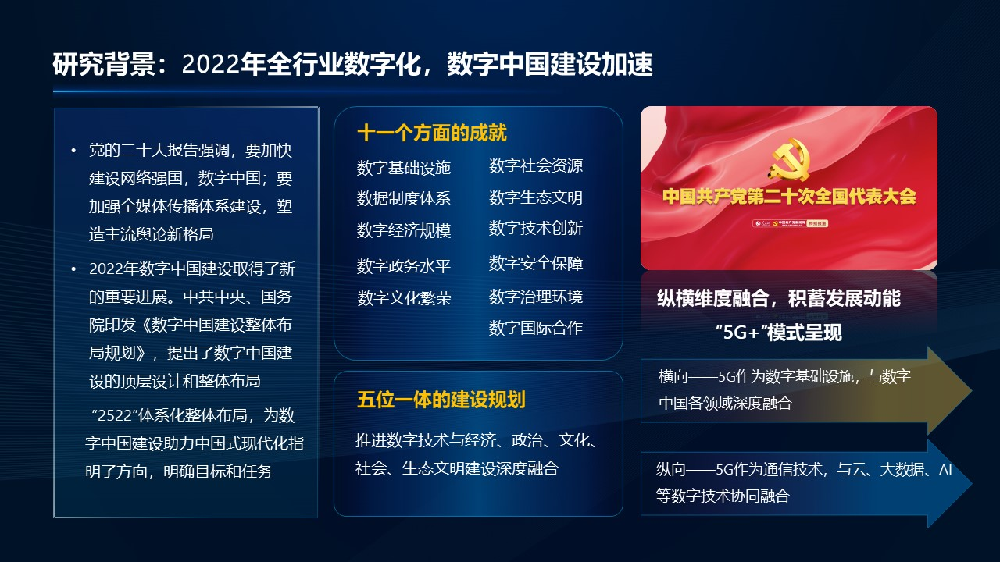 研究背景：2022年全行业数字化，数字中国建设加速
• 党的二十大报告强调，要加快
建设网络强国，数字中国；要
加强全媒体传播体系建设，塑
造主流舆论新格局
• 2022年数字中国建设取得了新
的重要进展。中共中央、国务
院印发《数字中国建设整体布
局规划》，提出了数字中国建
设的顶层设计和整体布局
“2522”体系化整体布局，为数
字中国建设助力中国式现代化指
明了方向，明确目标和任务
十一个方面的成就
数字基础设施
数据制度体系
数字经济规模
数字政务水平
数字文化繁荣
数字社会资源
数字生态文明
数字技术创新
数字安全保障
数字治理环境
数字国际合作
五位一体的建设规划
推进数字技术与经济、政治、文化、
社会、生态文明建设深度融合
中国共产党第二十次全国代表大会
特别报道
纵横维度融合，积蓄发展动能
“5G+”模式呈现
横向——5G作为数字基础设施，与数字
中国各领域深度融合
纵向——5G作为通信技术，与云、大数据、AI
等数字技术协同融合